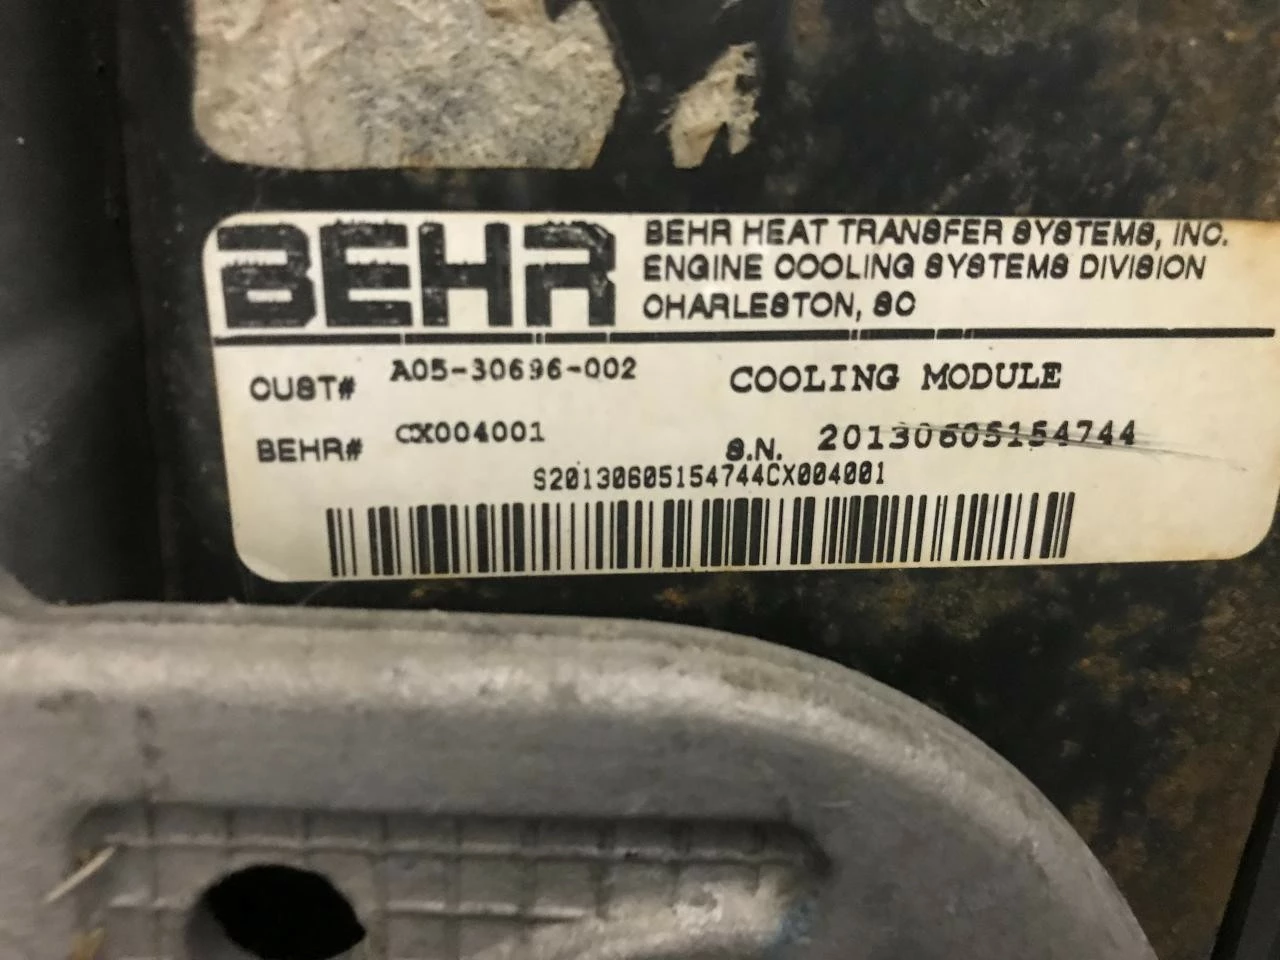 BEHR
BEHR HEAT TRANSFER SYSTEMS, INC.
ENGINE COOLING SYSTEMS DIVISION
CHARLESTON, SC
CUST# A05-30696-002 COOLING MODULE
BEHR# CX004001 S.N. 20130605154744
S20130605154744CX004001